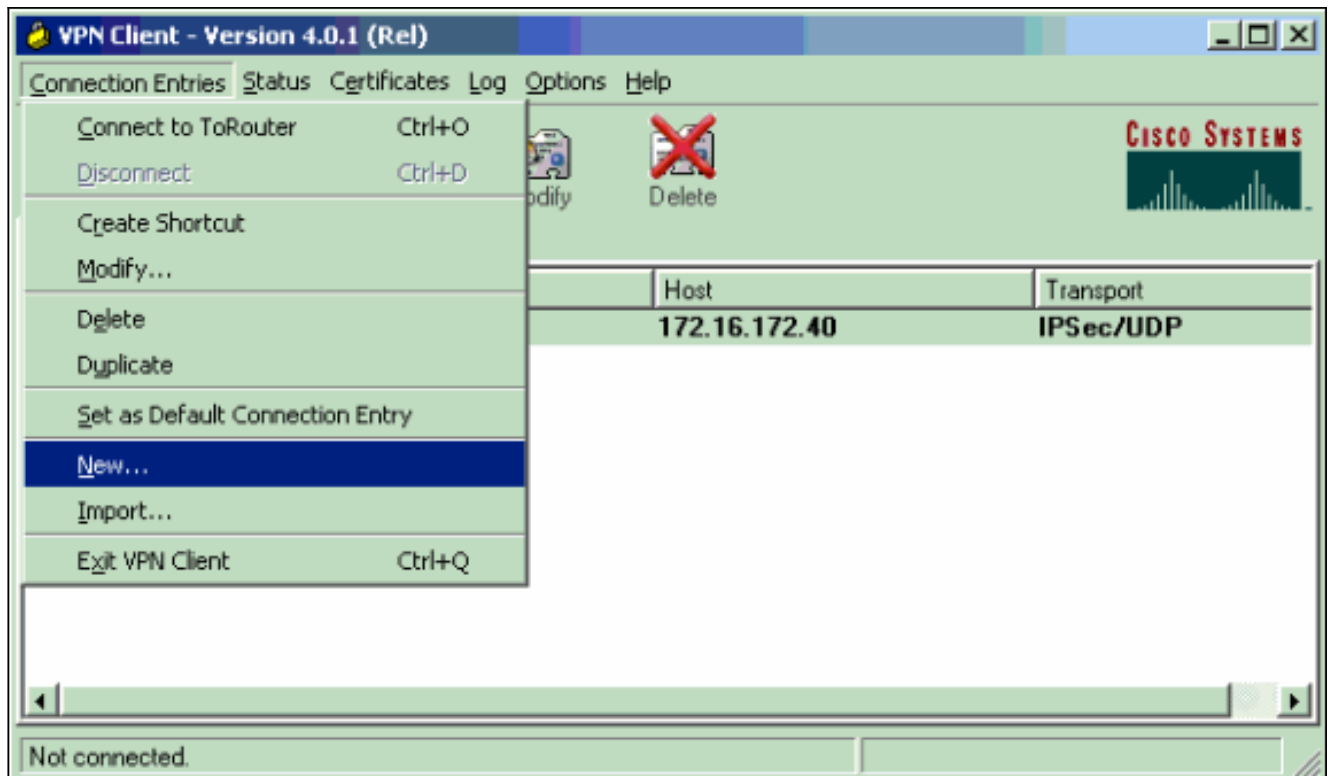 VPN Client - Version 4.0.1 (Rel)
Connection Entries Status Certificates Log Options Help
Connect to ToRouter Ctrl+O
Disconnect Ctrl+D
Create Shortcut
Modify...
Delete
Duplicate
Set as Default Connection Entry
New...
Import...
Exit VPN Client Ctrl+Q
odify
Delete
CISCO SYSTEMS
Host Transport
172.16.172.40 IPSec/UDP
Not connected.